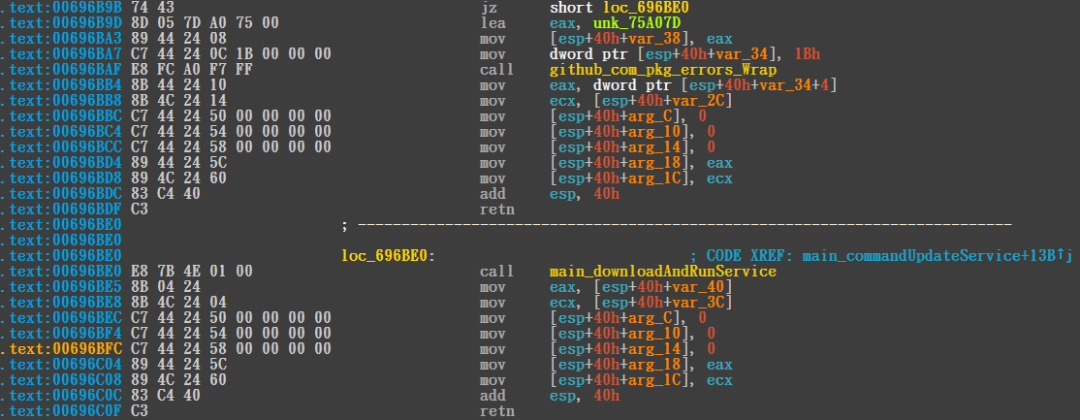 .text:00696B9B 74 43 jz short loc_696BE0
.text:00696B9D 8D 05 7D A0 75 00 lea eax, unk_75A07D
.text:00696BA3 89 44 24 08 mov [esp+40h+var_38], eax
.text:00696BA7 C7 44 24 0C 1B 00 00 00 mov dword ptr [esp+40h+var_34], 1Bh
.text:00696BAF E8 FC A0 F7 FF call github_com_pkg_errors_Wrap
.text:00696BB4 8B 44 24 10 mov eax, dword ptr [esp+40h+var_34+4]
.text:00696BB8 8B 4C 24 14 mov ecx, [esp+40h+var_2C]
.text:00696BBC C7 44 24 50 00 00 00 00 mov [esp+40h+arg_C], 0
.text:00696BC4 C7 44 24 54 00 00 00 00 mov [esp+40h+arg_10], 0
.text:00696BCC C7 44 24 58 00 00 00 00 mov [esp+40h+arg_14], 0
.text:00696BD4 89 44 24 5C mov [esp+40h+arg_18], eax
.text:00696BD8 89 4C 24 60 mov [esp+40h+arg_1C], ecx
.text:00696BDC 83 C4 40 add esp, 40h
.text:00696BDF C3 retn
.text:00696BE0 ; ---------------------------------------------------------------------------
.text:00696BE0
.text:00696BE0 loc_696BE0: ; CODE XREF: main_commandUpdateService+13B↑j
.text:00696BE0 E8 7B 4E 01 00 call main_downloadAndRunService
.text:00696BE5 8B 04 24 mov eax, [esp+40h+var_40]
.text:00696BE8 8B 4C 24 04 mov ecx, [esp+40h+var_3C]
.text:00696BEC C7 44 24 50 00 00 00 00 mov [esp+40h+arg_C], 0
.text:00696BF4 C7 44 24 54 00 00 00 00 mov [esp+40h+arg_10], 0
.text:00696BFC C7 44 24 58 00 00 00 00 mov [esp+40h+arg_14], 0
.text:00696C04 89 44 24 5C mov [esp+40h+arg_18], eax
.text:00696C08 89 4C 24 60 mov [esp+40h+arg_1C], ecx
.text:00696C0C 83 C4 40 add esp, 40h
.text:00696C0F C3 retn